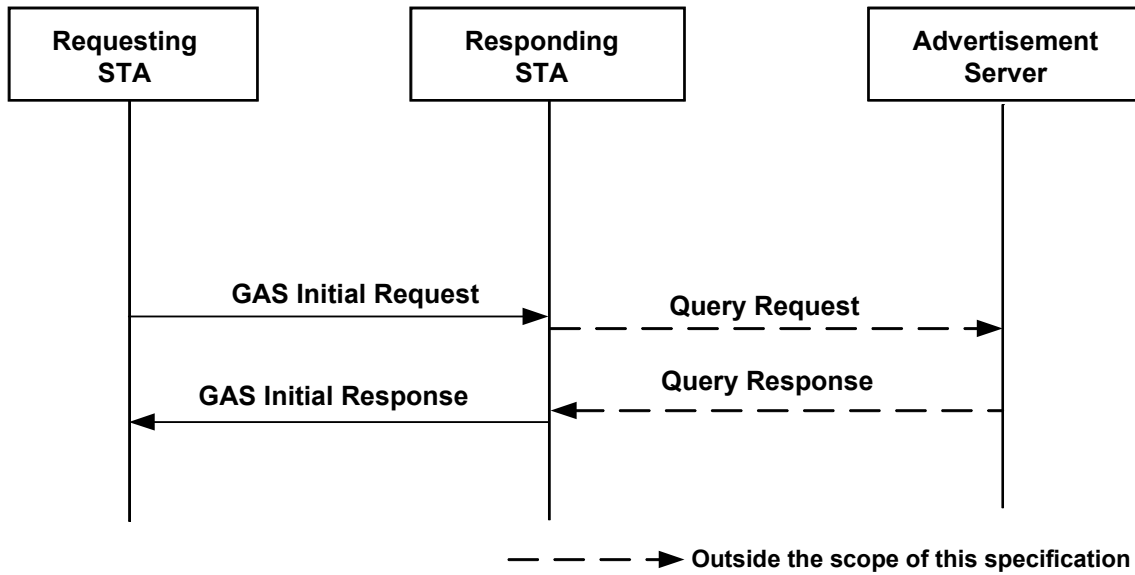 Requesting
STA
Responding
STA
Advertisement
Server
GAS Initial Request
Query Request
Query Response
GAS Initial Response
Outside the scope of this specification